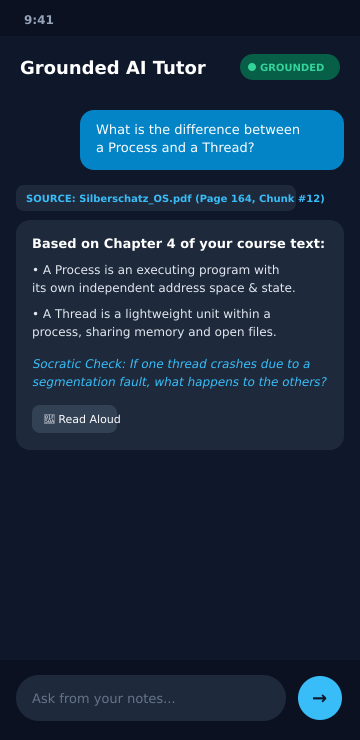 9:41
Grounded AI Tutor
GROUNDED
What is the difference between
a Process and a Thread?
SOURCE: Silberschatz_OS.pdf (Page 164, Chunk #12)
Based on Chapter 4 of your course text:
• A Process is an executing program with
its own independent address space & state.
• A Thread is a lightweight unit within a
process, sharing memory and open files.
Socratic Check: If one thread crashes due to a
segmentation fault, what happens to the others?
Read Aloud
Ask from your notes...
→